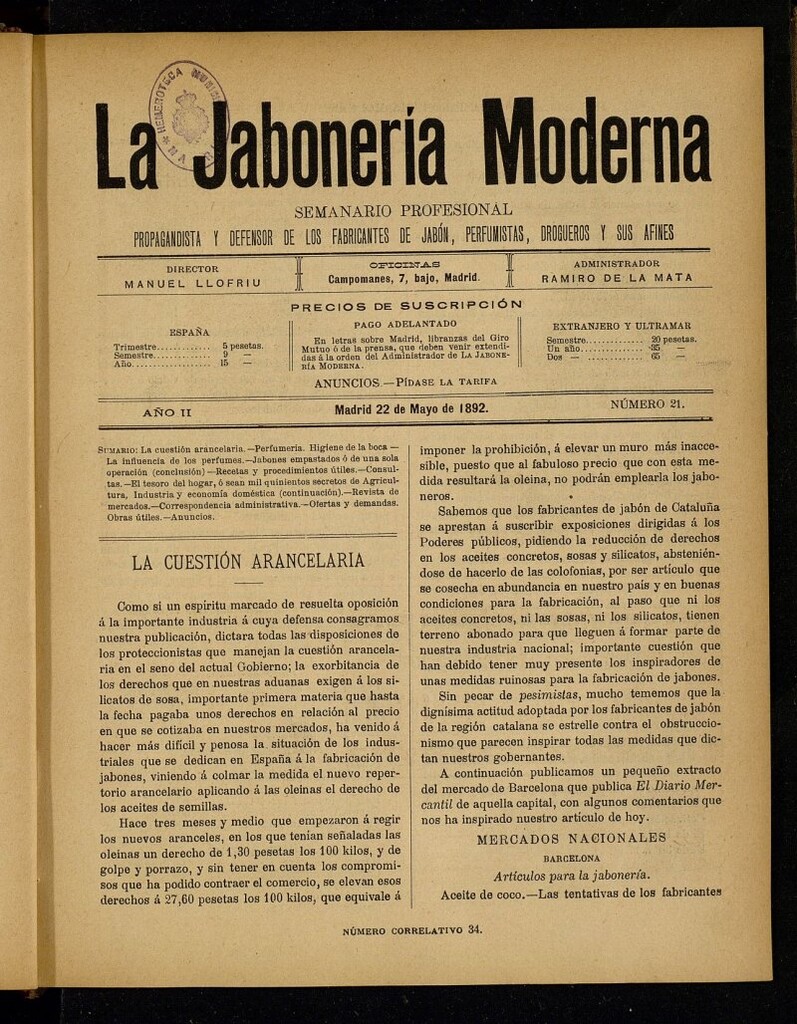 HEMEROTECA MUNICI
La Jabonería Moderna
SEMANARIO PROFESIONAL
PROPAGANDISTA Y DEFENSOR DE LOS FABRICANTES DE JABÓN, PERFUMISTAS, DROGUEROS Y SUS AFINES
DIRECTOR
MANUEL LLOFRIU
OFICINAS
Campomanes, 7, bajo, Madrid.
ADMINISTRADOR
RAMIRO DE LA MATA
PRECIOS DE SUSCRIPCIÓN
ESPAÑA
Trimestre............ 5 pesetas.
Semestre............ 9 —
Año.................. 15 —
PAGO ADELANTADO
En letras sobre Madrid, libranzas del Giro
Mutuo ó de la prensa, que deben venir extendi-
das á la orden del Administrador de LA JABONE-
RÍA MODERNA.
EXTRANJERO Y ULTRAMAR
Semestre.............. 20 pesetas.
Un año............... 35 —
Dos — ............ 65 —
ANUNCIOS.—PÍDASE LA TARIFA
AÑO II
Madrid 22 de Mayo de 1892.
NÚMERO 21.
SUMARIO: La cuestión arancelaria.—Perfumeria. Higiene de la boca —
La influencia de los perfumes.—Jabones empastados ó de una sola
operación (conclusión)—Recetas y procedimientos útiles.—Consul-
tas.—El tesoro del hogar, ó sean mil quinientos secretos de Agricul-
tura, Industria y economía doméstica (continuación).—Revista de
mercados.—Correspondencia administrativa.—Ofertas y demandas.
Obras útiles.—Anuncios.
LA CUESTIÓN ARANCELARIA
Como si un espíritu marcado de resuelta oposición
á la importante industria á cuya defensa consagramos
nuestra publicación, dictara todas las disposiciones de
los proteccionistas que manejan la cuestión arancela-
ria en el seno del actual Gobierno; la exorbitancia de
los derechos que en nuestras aduanas exigen á los si-
licatos de sosa, importante primera materia que hasta
la fecha pagaba unos derechos en relación al precio
en que se cotizaba en nuestros mercados, ha venido á
hacer más difícil y penosa la situación de los indus-
triales que se dedican en España á la fabricación de
jabones, viniendo á colmar la medida el nuevo reper-
torio arancelario aplicando á las oleinas el derecho de
los aceites de semillas.
Hace tres meses y medio que empezaron á regir
los nuevos aranceles, en los que tenían señaladas las
oleinas un derecho de 1,30 pesetas los 100 kilos, y de
golpe y porrazo, y sin tener en cuenta los compromi-
sos que ha podido contraer el comercio, se elevan esos
derechos á 27,60 pesetas los 100 kilos, que equivale á
imponer la prohibición, á elevar un muro más inacce-
sible, puesto que al fabuloso precio que con esta me-
dida resultará la oleina, no podrán emplearla los jabo-
neros.
Sabemos que los fabricantes de jabón de Cataluña
se aprestan á suscribir exposiciones dirigidas á los
Poderes públicos, pidiendo la reducción de derechos
en los aceites concretos, sosas y silicatos, abstenién-
dose de hacerlo de las colofonias, por ser artículo que
se cosecha en abundancia en nuestro país y en buenas
condiciones para la fabricación, al paso que ni los
aceites concretos, ni las sosas, ni los silicatos, tienen
terreno abonado para que lleguen á formar parte de
nuestra industria nacional; importante cuestión que
han debido tener muy presente los inspiradores de
unas medidas ruinosas para la fabricación de jabones.
Sin pecar de pesimistas, mucho tememos que la
dignísima actitud adoptada por los fabricantes de jabón
de la región catalana se estrelle contra el obstruccio-
nismo que parecen inspirar todas las medidas que dic-
tan nuestros gobernantes.
A continuación publicamos un pequeño extracto
del mercado de Barcelona que publica El Diario Mer-
cantil de aquella capital, con algunos comentarios que
nos ha inspirado nuestro artículo de hoy.
MERCADOS NACIONALES
BARCELONA
Artículos para la jabonería.
Aceite de coco.—Las tentativas de los fabricantes
NÚMERO CORRELATIVO 34.